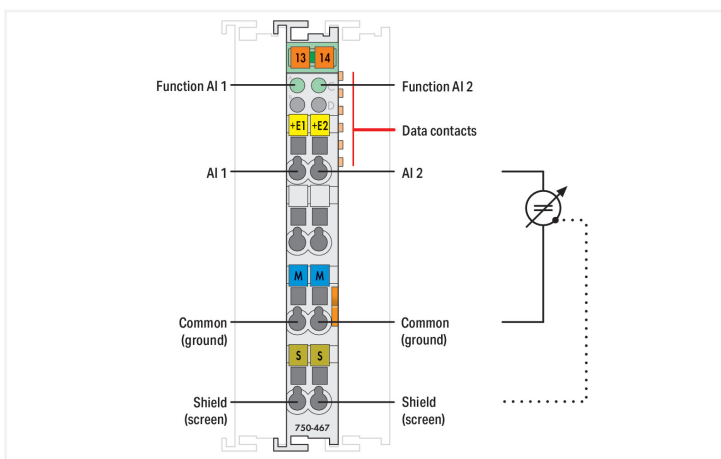 13 14
Function AI 1
C
Function AI 2
D
+E1 +E2
Data contacts
AI 1
AI 2
M M
Common
(ground)
Common
(ground)
S S
Shield
(screen)
Shield
(screen)
750-467